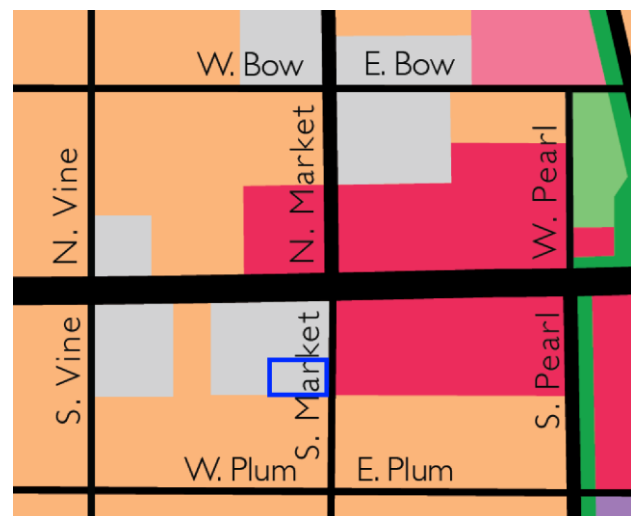 W. Bow
E. Bow
N. Vine
N. Market
W. Pearl
S. Vine
S. Market
S. Pearl
W. Plum
E. Plum